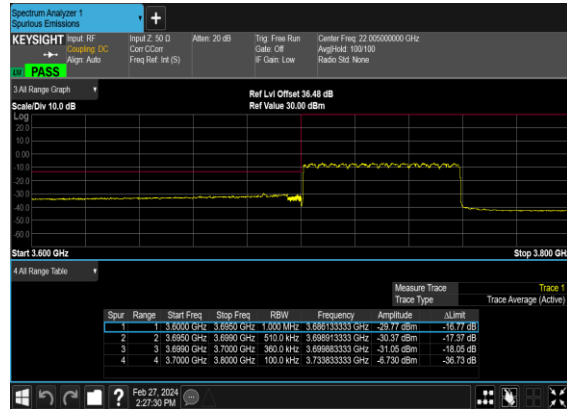 Spectrum Analyzer 1
Spurious Emissions
KEYSIGHT Input: RF Input Z: 50 Ω Atten: 20 dB Trig: Free Run Center Freq: 22.005000000 GHz
Coupling: DC Corr CCorr Gate: Off Avg|Hold: 100/100
Align: Auto Freq Ref: Int (S) IF Gain: Low Radio Std: None
PASS
3 All Range Graph
Ref Lvl Offset 36.48 dB
Scale/Div 10.0 dB Ref Value 30.00 dBm
Log
20.0
10.0
0.00
-10.0
-20.0
-30.0
-40.0
-50.0
-60.0
Start 3.600 GHz Stop 3.800 GH
4 All Range Table
Measure Trace Trace 1
Trace Type Trace Average (Active)
Spur Range Start Freq Stop Freq RBW Frequency Amplitude ΔLimit
1 1 3.6000 GHz 3.6950 GHz 1.000 MHz 3.686133333 GHz -29.77 dBm -16.77 dB
2 2 3.6950 GHz 3.6990 GHz 510.0 kHz 3.698913333 GHz -30.37 dBm -17.37 dB
3 3 3.6990 GHz 3.7000 GHz 360.0 kHz 3.699883333 GHz -31.05 dBm -18.05 dB
4 4 3.7000 GHz 3.8000 GHz 100.0 kHz 3.733833333 GHz -6.730 dBm -36.73 dB
Feb 27, 2024
2:27:30 PM